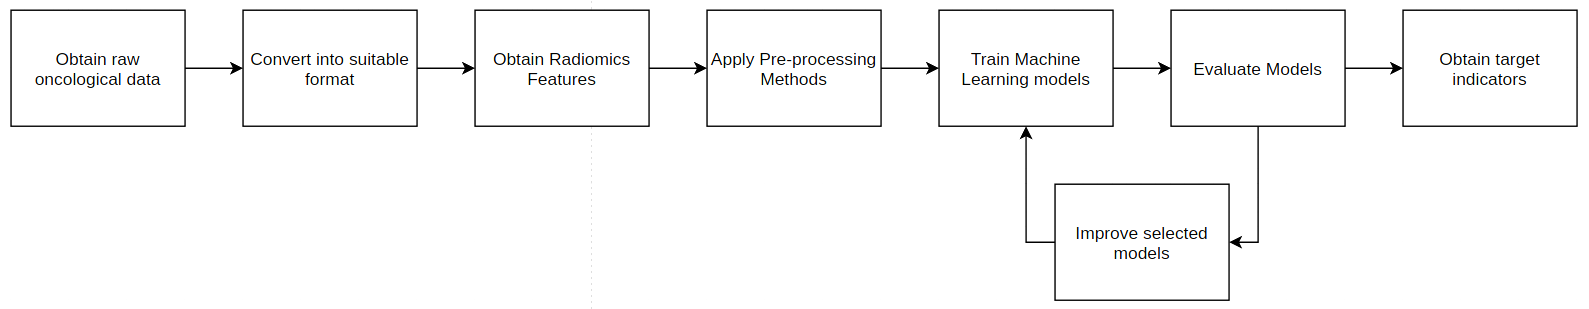 Obtain raw
oncological data
Convert into suitable
format
Obtain Radiomics
Features
Apply Pre-processing
Methods
Train Machine
Learning models
Evaluate Models
Obtain target
indicators
Improve selected
models